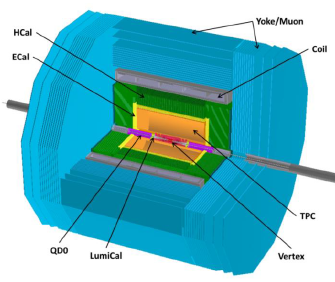 Yoke/Muon
HCal
Coil
ECal
TPC
QD0
Vertex
LumiCal